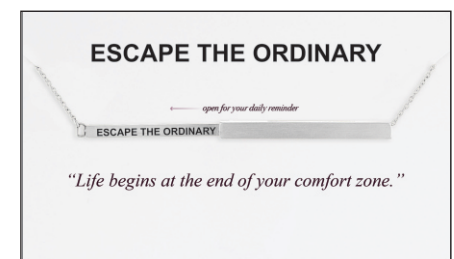 ESCAPE THE ORDINARY
open for your daily reminder
ESCAPE THE ORDINARY
“Life begins at the end of your comfort zone.”